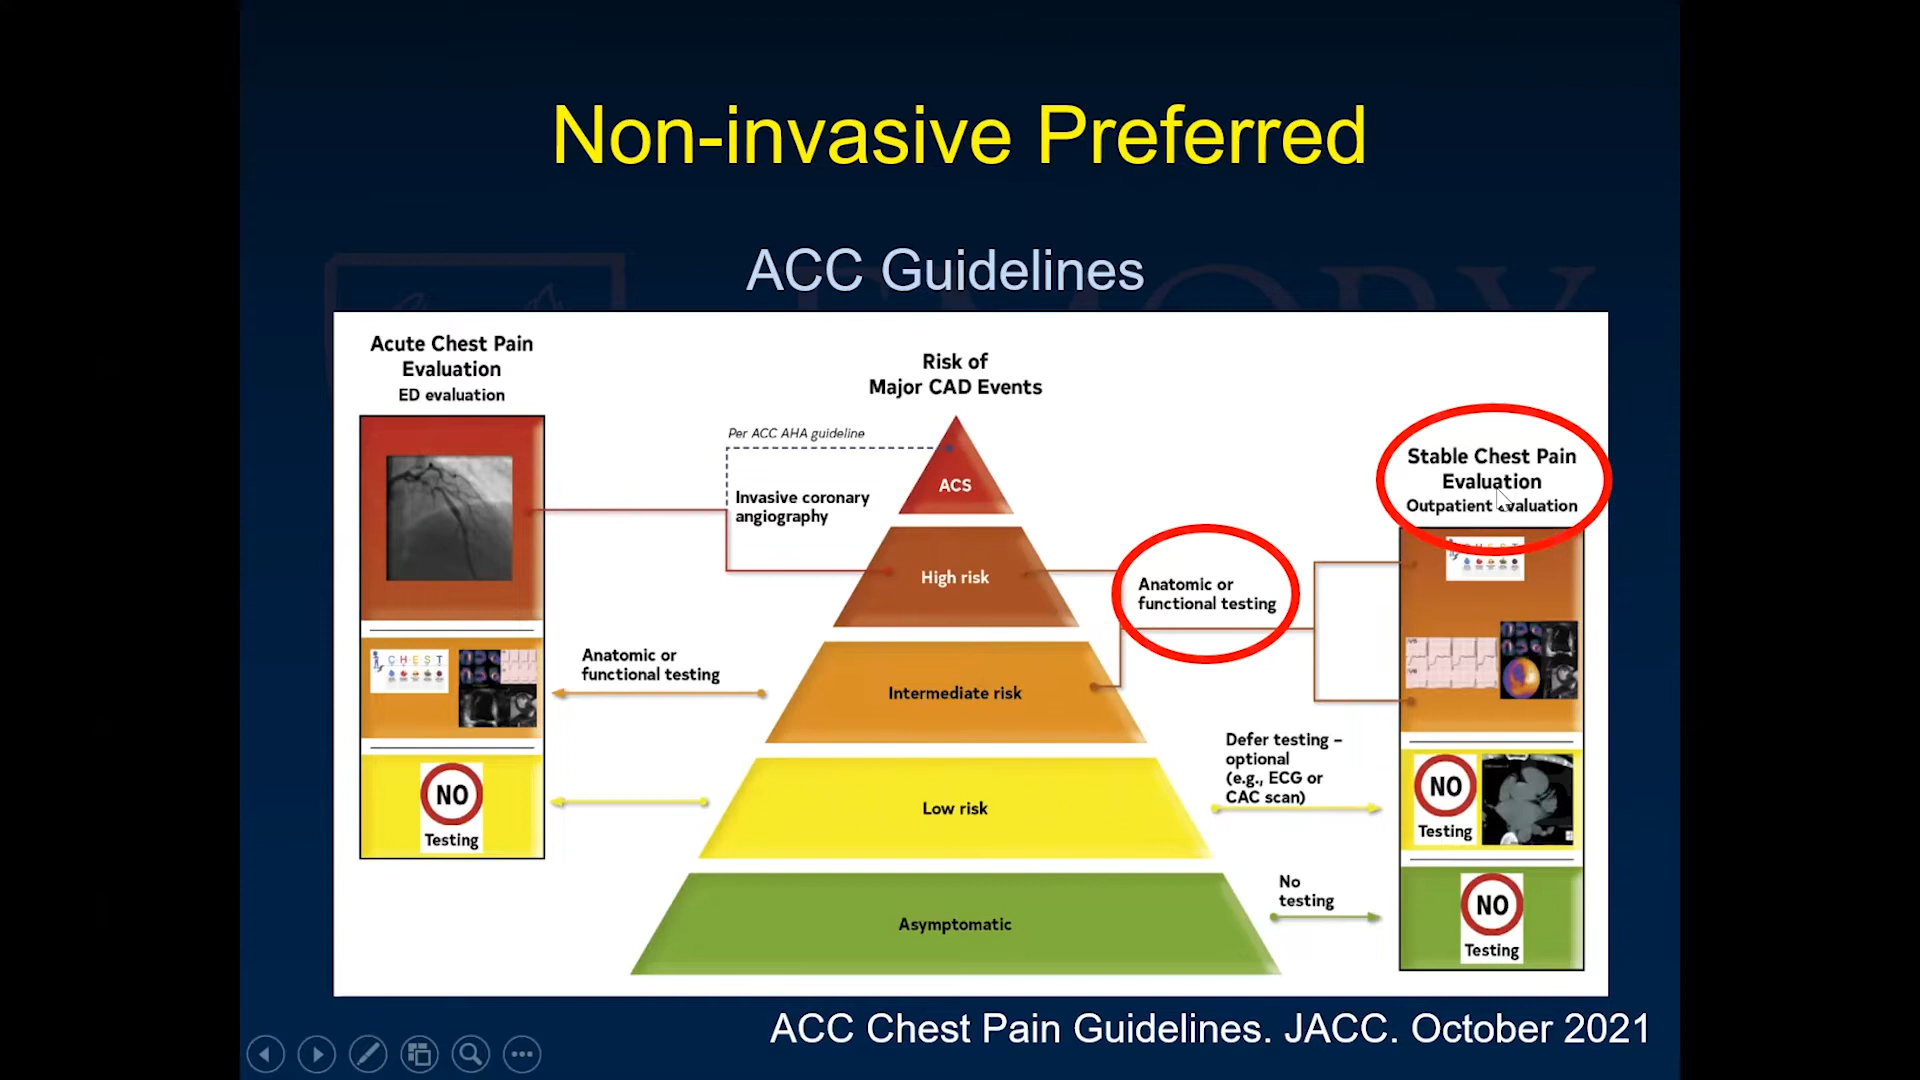 Non-invasive Preferred
ACC Guidelines
EMORY
Acute Chest Pain
Evaluation
ED evaluation
Risk of
Major CAD Events
Per ACC AHA guideline
Invasive coronary
angiography
ACS
High risk
Anatomic or
functional testing
Stable Chest Pain
Evaluation
Outpatient evaluation
Anatomic or
functional testing
CHEST
Intermediate risk
Defer testing –
optional
(e.g., ECG or
CAC scan)
NO
Testing
Low risk
NO
Testing
No
testing
Asymptomatic
NO
Testing
ACC Chest Pain Guidelines. JACC. October 2021